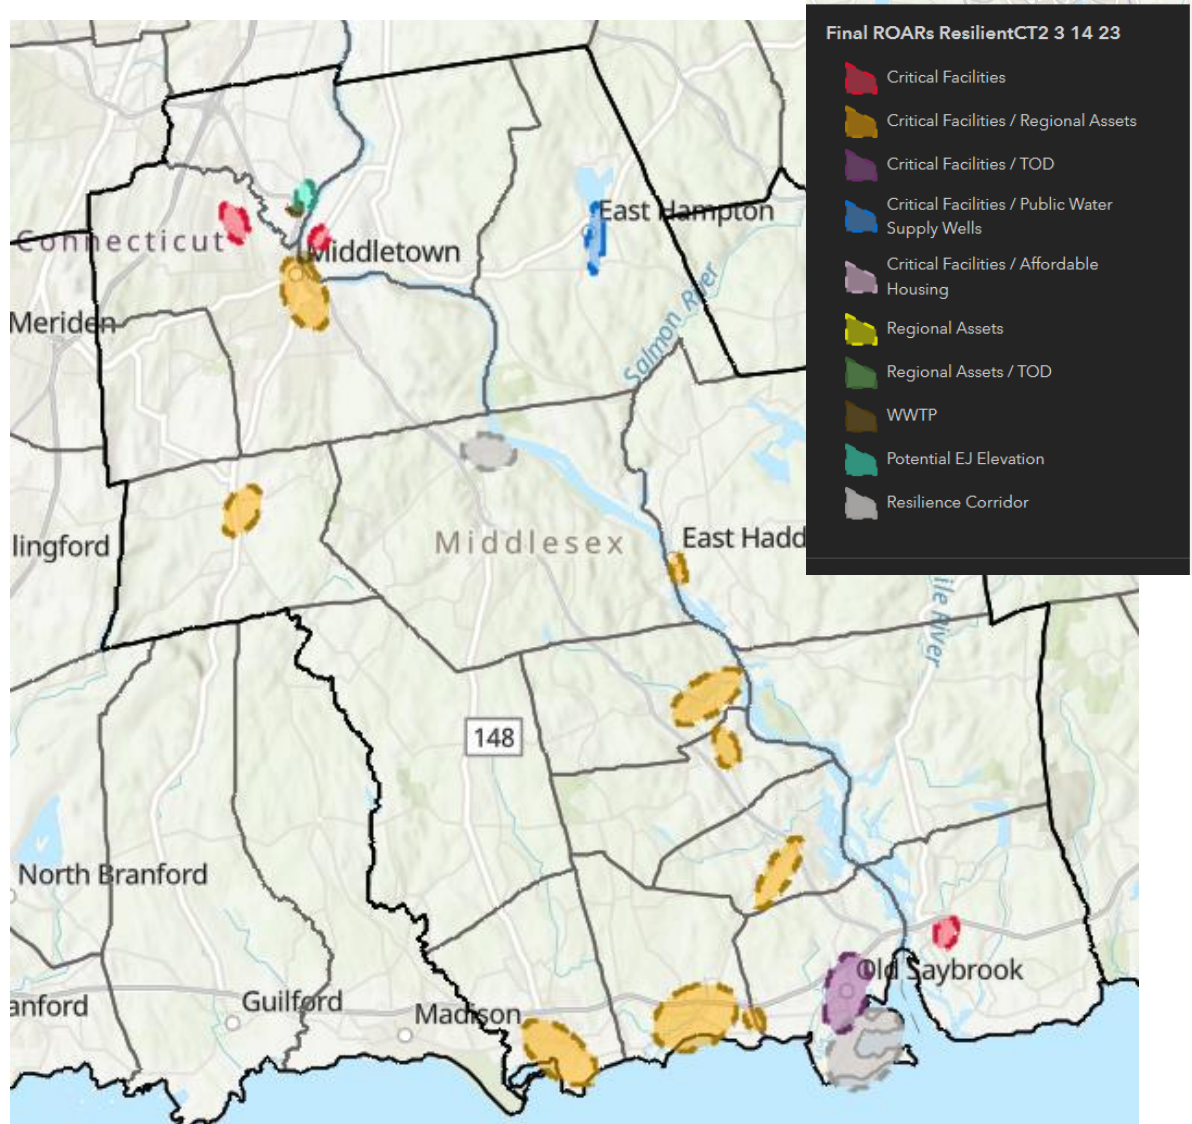 Final ROARs ResilientCT2 3 14 23
Critical Facilities
Critical Facilities / Regional Assets
Critical Facilities / TOD
Critical Facilities / Public Water
Supply Wells
Critical Facilities / Affordable
Housing
Regional Assets
Regional Assets / TOD
WWTP
Potential EJ Elevation
Resilience Corridor
East Hampton
Connecticut
Middletown
Salmon River
Meriden
Middlesex
East Hadd
lingford
ile River
148
North Branford
Old Saybrook
Guilford
Madison
anford